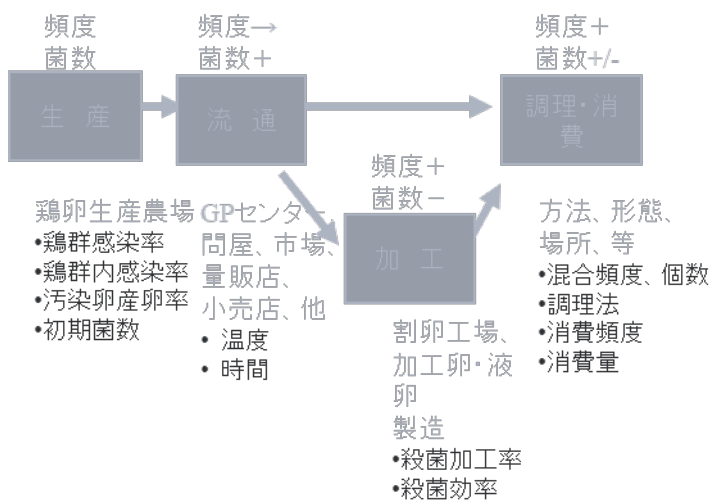 頻度
菌数
生 産
頻度→
菌数+
流 通
頻度+
菌数+/-
調理・消
費
頻度+
菌数−
加 工
鶏卵生産農場
•鶏群感染率
•鶏群内感染率
•汚染卵産卵率
•初期菌数
GPセンター、
問屋、市場、
量販店、
小売店、他
• 温度
• 時間
割卵工場、
加工卵・液
卵
製造
•殺菌加工率
•殺菌効率
方法、形態、
場所、等
•混合頻度、個数
•調理法
•消費頻度
•消費量